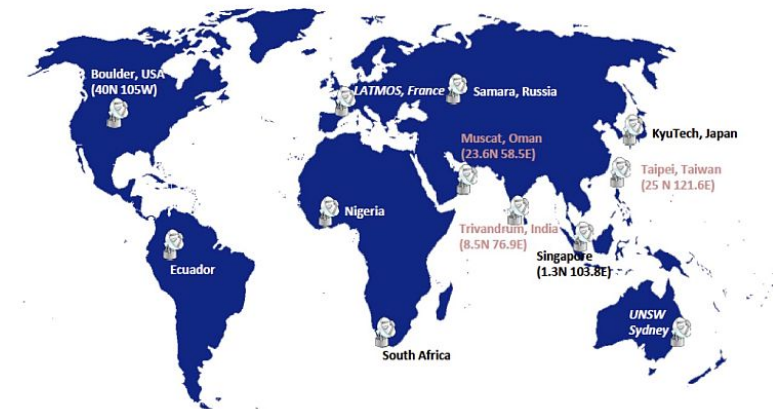 Boulder, USA
(40N 105W)
LATMOS, France
Samara, Russia
KyuTech, Japan
Muscat, Oman
(23.6N 58.5E)
Taipei, Taiwan
(25 N 121.6E)
Nigeria
Trivandrum, India
(8.5N 76.9E)
Singapore
(1.3N 103.8E)
Ecuador
UNSW
Sydney
South Africa